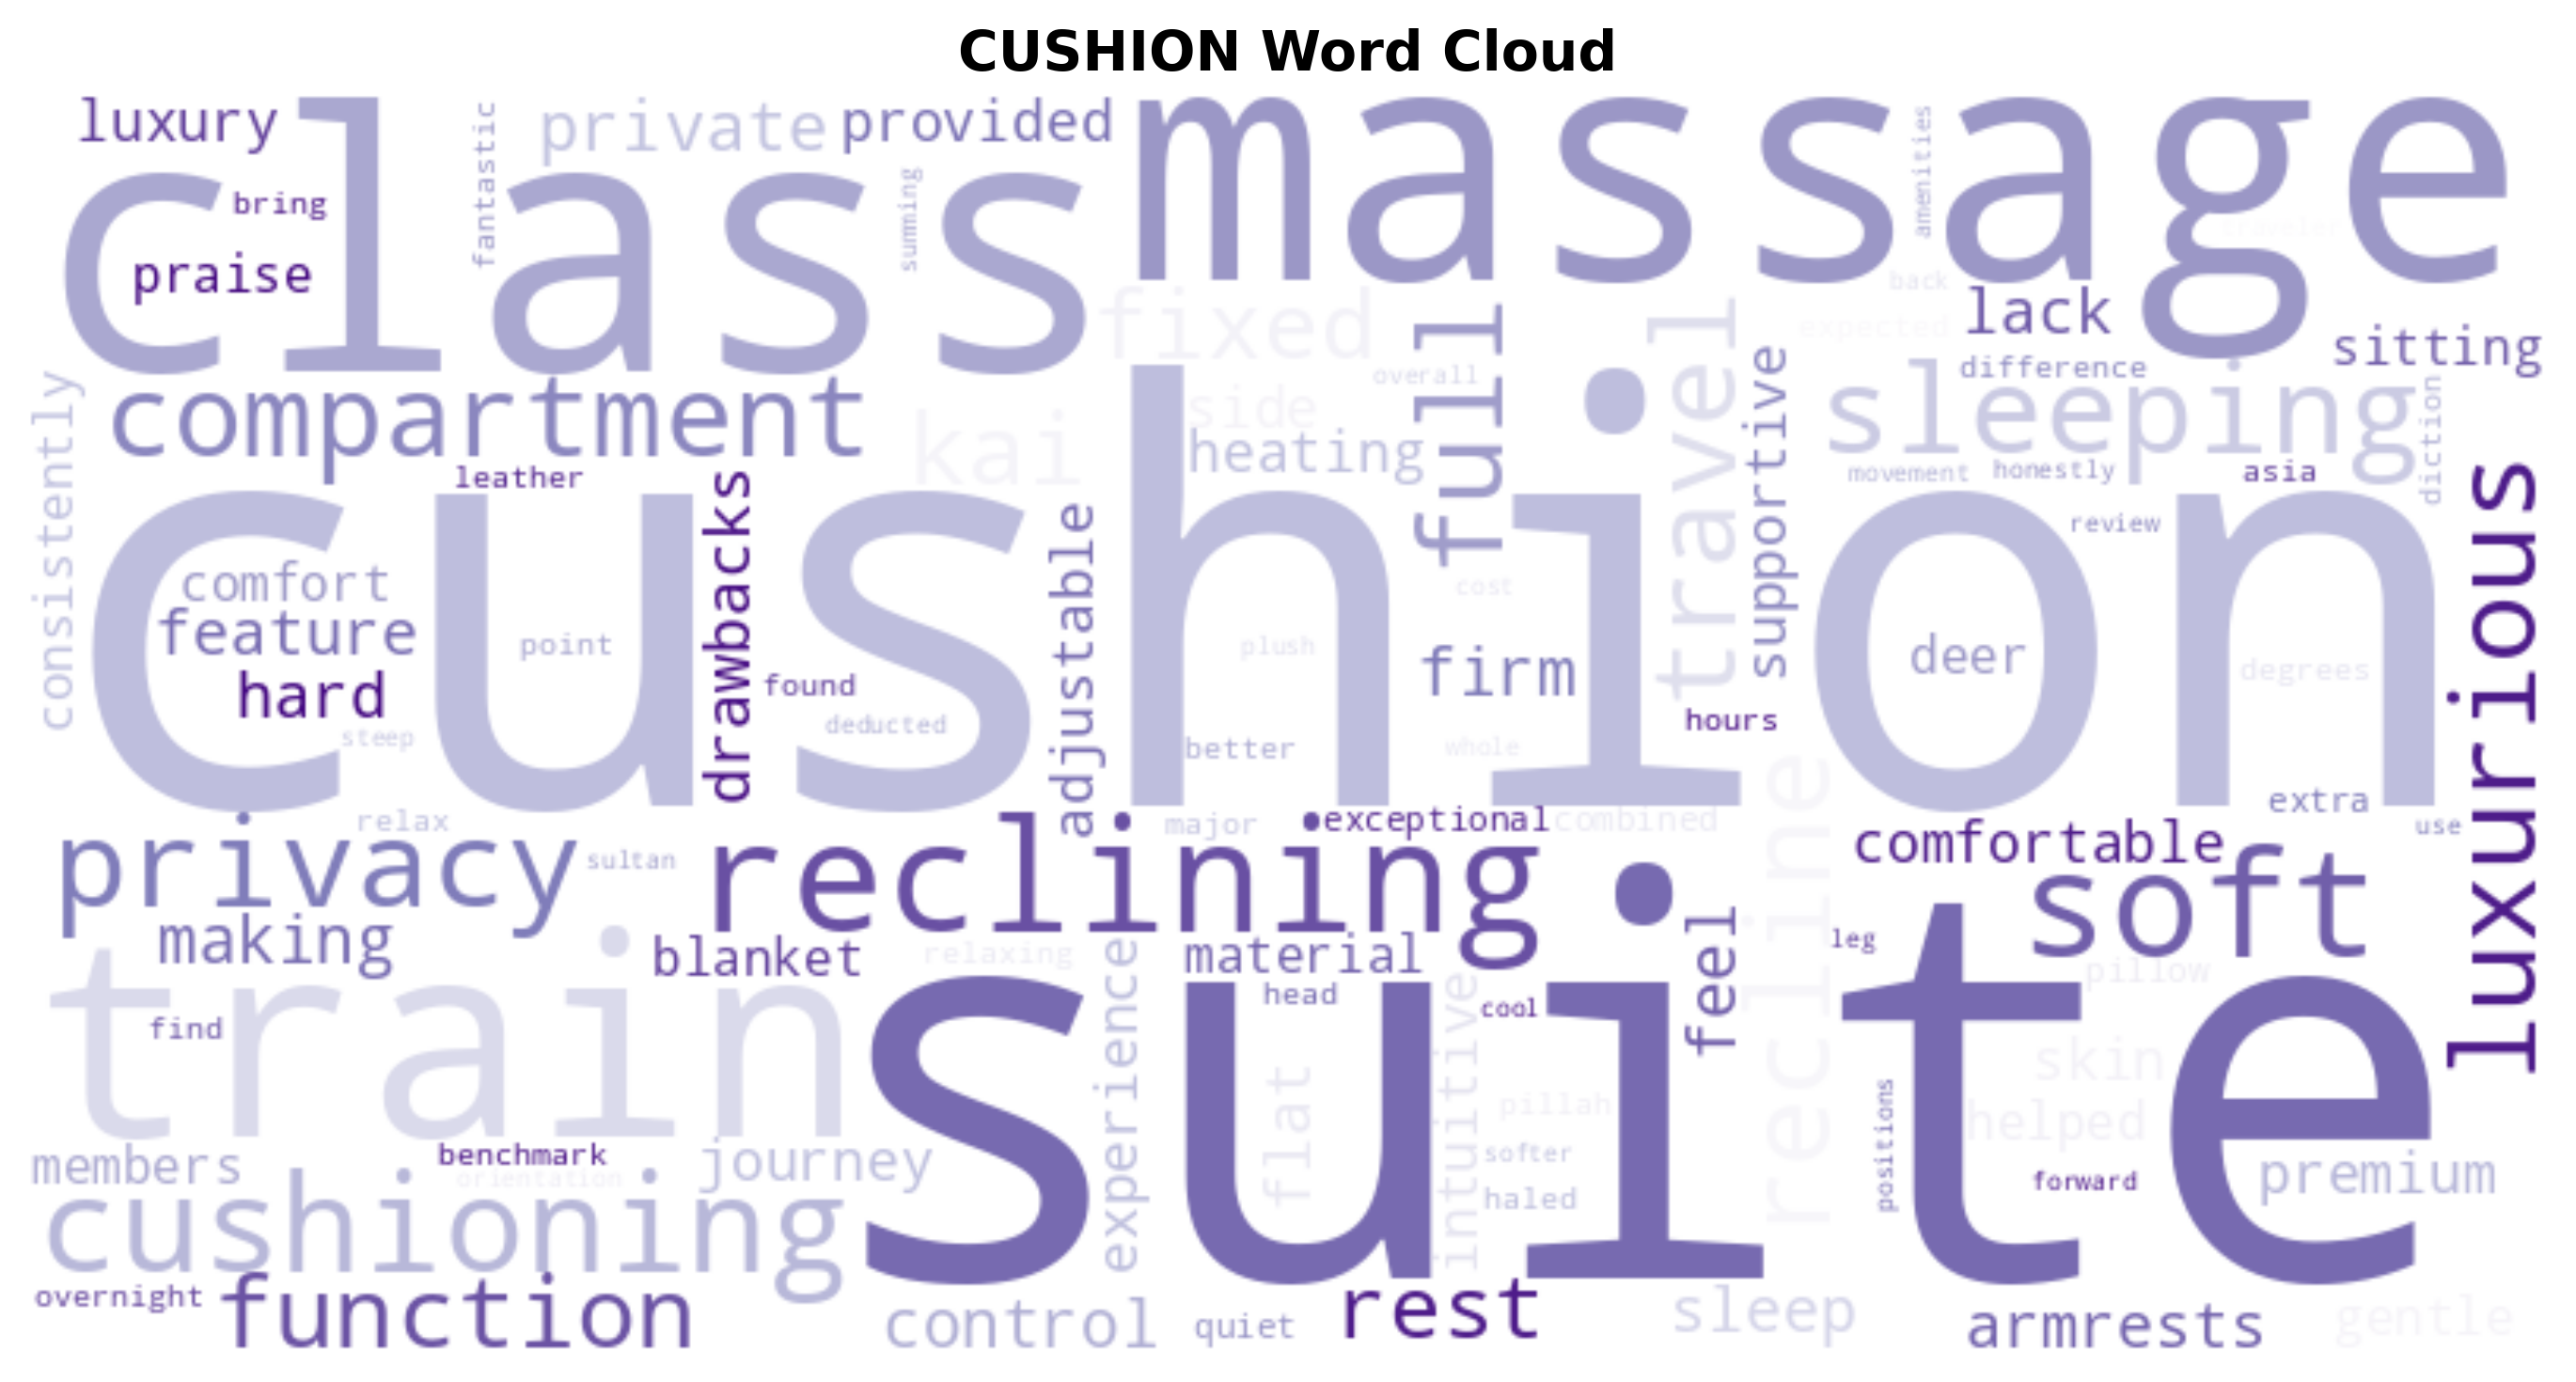 CUSHION Word Cloud
luxury
fantastic
private
provided
massage
amenities
class
bring
summing
traveler
praise
back
fixed
full
travel
expected
lack
sitting
consistently
compartment
overall
supportive
difference
sleeping
diction
kai
side
heating
leather
drawbacks
movement
honestly
asia
luxurious
cushion
adjustable
review
comfort
cost
feature
point
plush
firm
deer
degrees
hard
found
steep
deducted
better
whole
hours
extra
relax
major
exceptional
combined
recline
use
privacy
sultan
reclining
comfortable
soft
making
blanket
relaxing
experience
material
feel
leg
pillow
train
find
head
cool
intuitive
suite
skin
flat
pillah
positions
helped
members
benchmark
orientation
journey
softer
haled
forward
premium
cushioning
overnight
function
control
quiet
rest
sleep
armrests
gentle